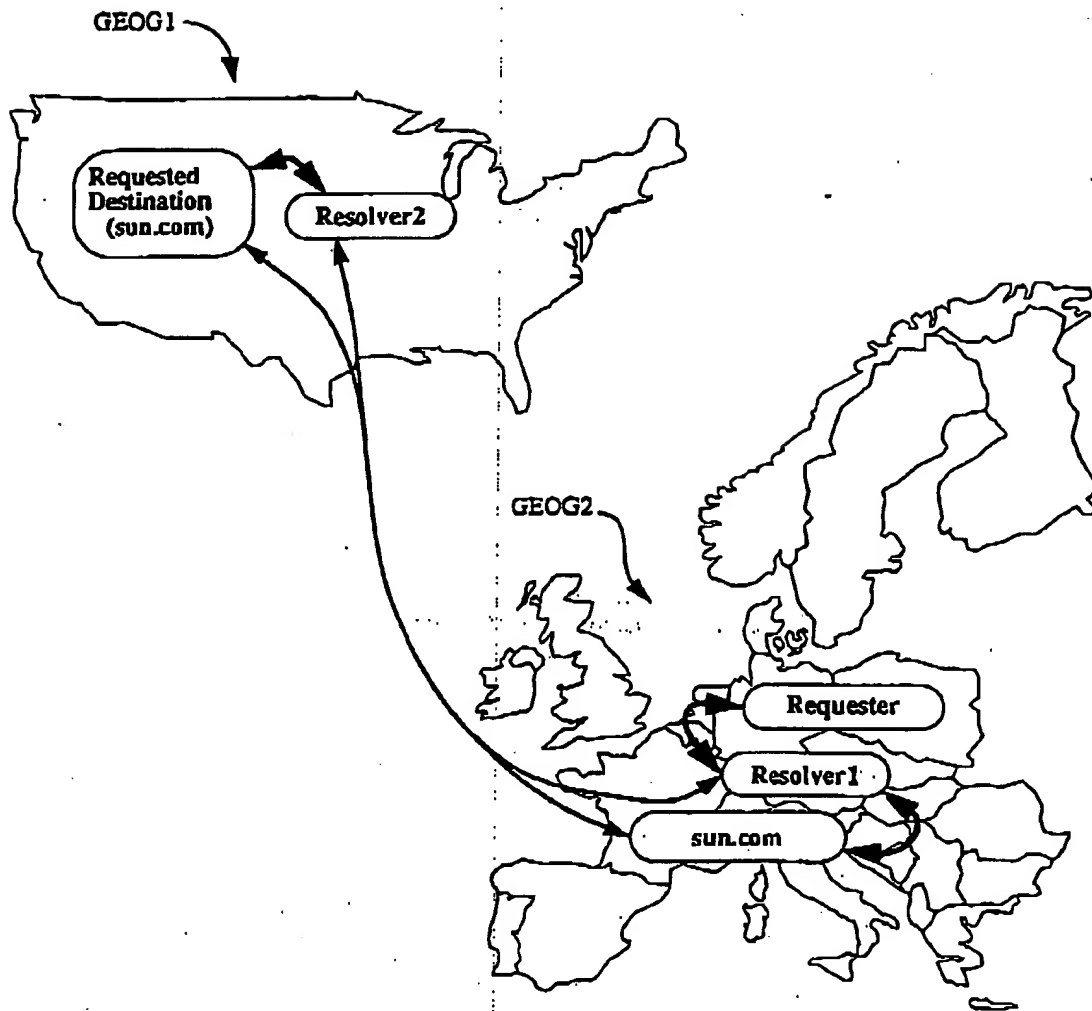 GEOG1
Requested
Destination
(sun.com)
Resolver2
GEOG2
Requester
Resolver1
sun.com